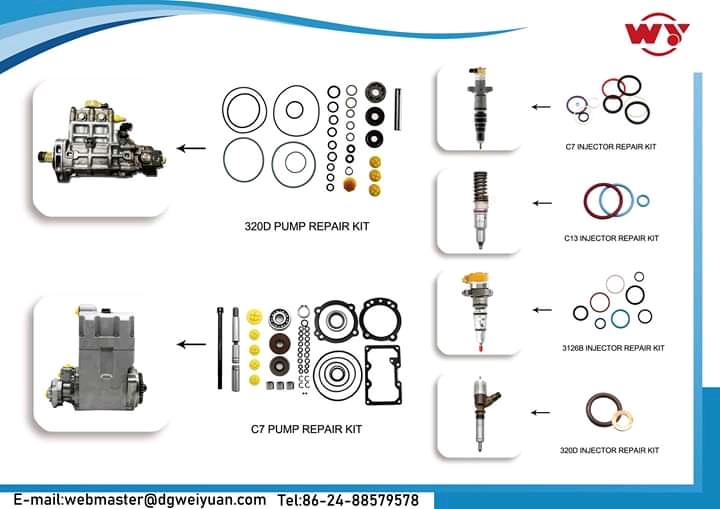 WY
320D PUMP REPAIR KIT
C7 PUMP REPAIR KIT
C7 INJECTOR REPAIR KIT
C13 INJECTOR REPAIR KIT
3126B INJECTOR REPAIR KIT
320D INJECTOR REPAIR KIT
E-mail:webmaster@dgweiyuan.com Tel:86-24-88579578